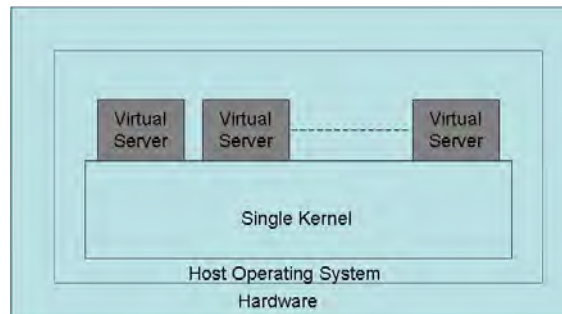 Virtual
Server
Virtual
Server
Virtual
Server
Single Kernel
Host Operating System
Hardware